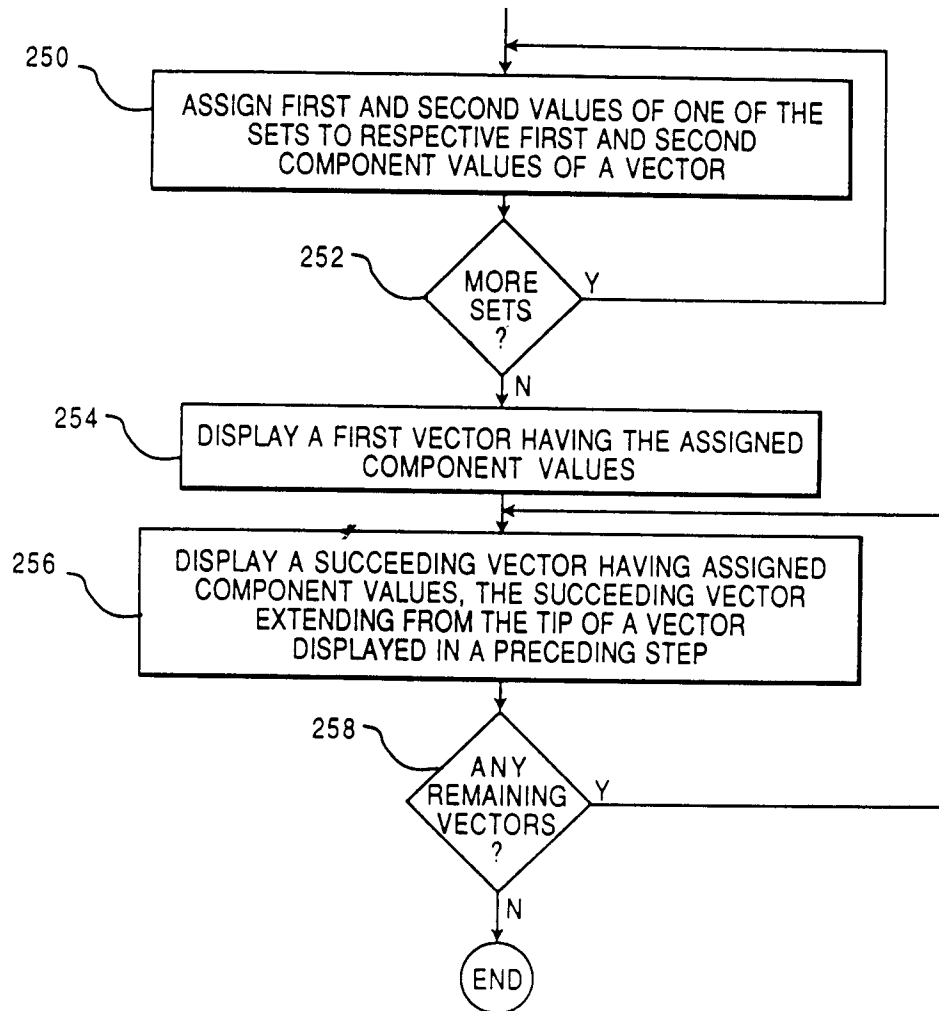 250
ASSIGN FIRST AND SECOND VALUES OF ONE OF THE
SETS TO RESPECTIVE FIRST AND SECOND
COMPONENT VALUES OF A VECTOR
252
MORE
SETS
?
Y
N
254
DISPLAY A FIRST VECTOR HAVING THE ASSIGNED
COMPONENT VALUES
256
DISPLAY A SUCCEEDING VECTOR HAVING ASSIGNED
COMPONENT VALUES, THE SUCCEEDING VECTOR
EXTENDING FROM THE TIP OF A VECTOR
DISPLAYED IN A PRECEDING STEP
258
ANY
REMAINING
VECTORS
?
Y
N
END